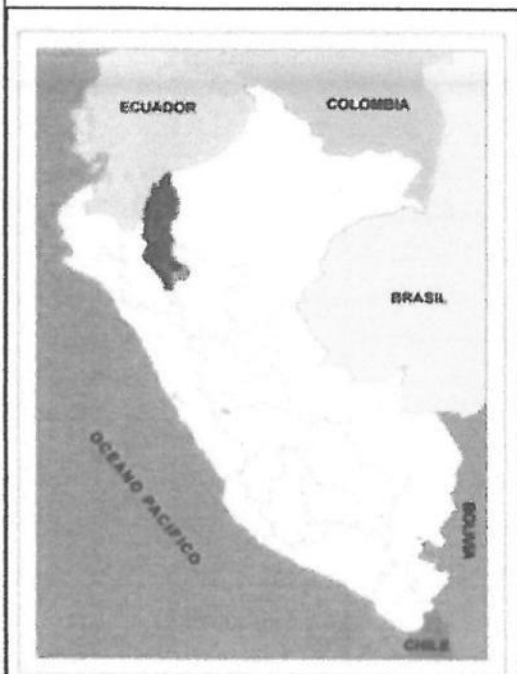 ECUADOR
COLOMBIA
BRASIL
OCEANO PACIFICO
BOLIVIA
CHILE